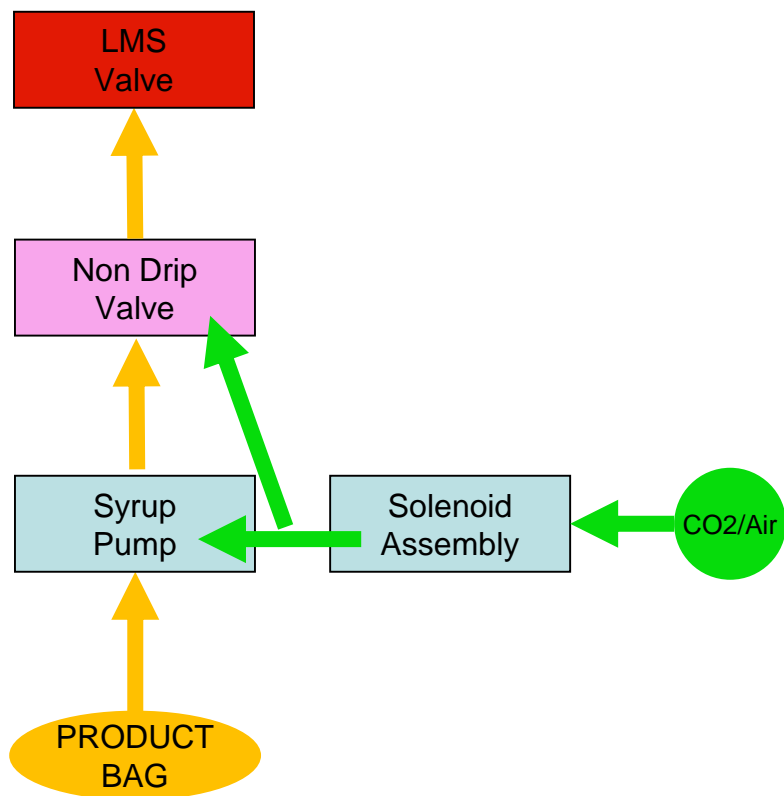 LMS
Valve
Non Drip
Valve
Syrup
Pump
Solenoid
Assembly
CO2/Air
PRODUCT
BAG